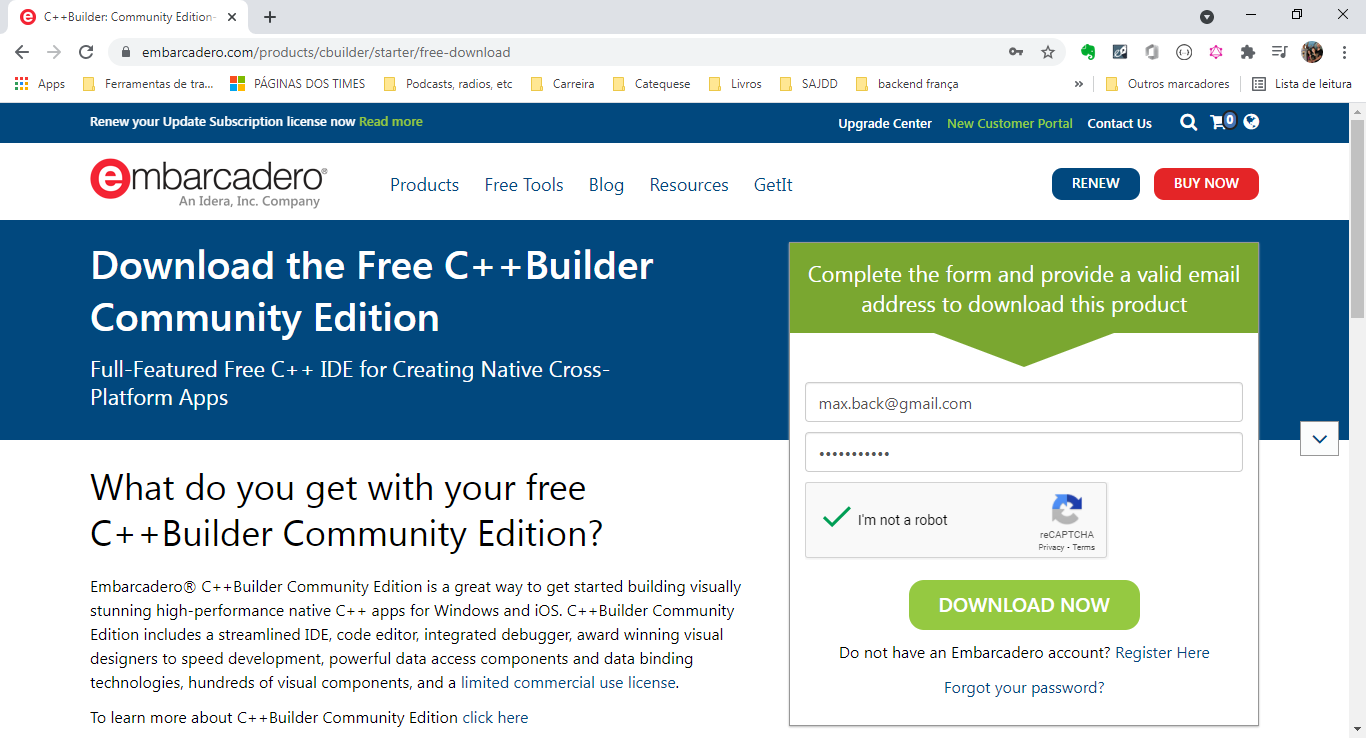 C++Builder: Community Edition-
embarcadero.com/products/cbuilder/starter/free-download
Apps
Ferramentas de tra...
PÁGINAS DOS TIMES
Podcasts, radios, etc
Carreira
Catequese
Livros
SAJDD
backend frança
»
Outros marcadores
Lista de leitura
Renew your Update Subscription license now Read more
Upgrade Center
New Customer Portal
Contact Us
0
embarcadero®
An Idera, Inc. Company
Products
Free Tools
Blog
Resources
GetIt
RENEW
BUY NOW
Download the Free C++Builder
Community Edition
Full-Featured Free C++ IDE for Creating Native Cross-
Platform Apps
Complete the form and provide a valid email
address to download this product
max.back@gmail.com
•••••••••••
I'm not a robot
reCAPTCHA
Privacy - Terms
DOWNLOAD NOW
Do not have an Embarcadero account? Register Here
Forgot your password?
What do you get with your free
C++Builder Community Edition?
Embarcadero® C++Builder Community Edition is a great way to get started building visually
stunning high-performance native C++ apps for Windows and iOS. C++Builder Community
Edition includes a streamlined IDE, code editor, integrated debugger, award winning visual
designers to speed development, powerful data access components and data binding
technologies, hundreds of visual components, and a limited commercial use license.
To learn more about C++Builder Community Edition click here